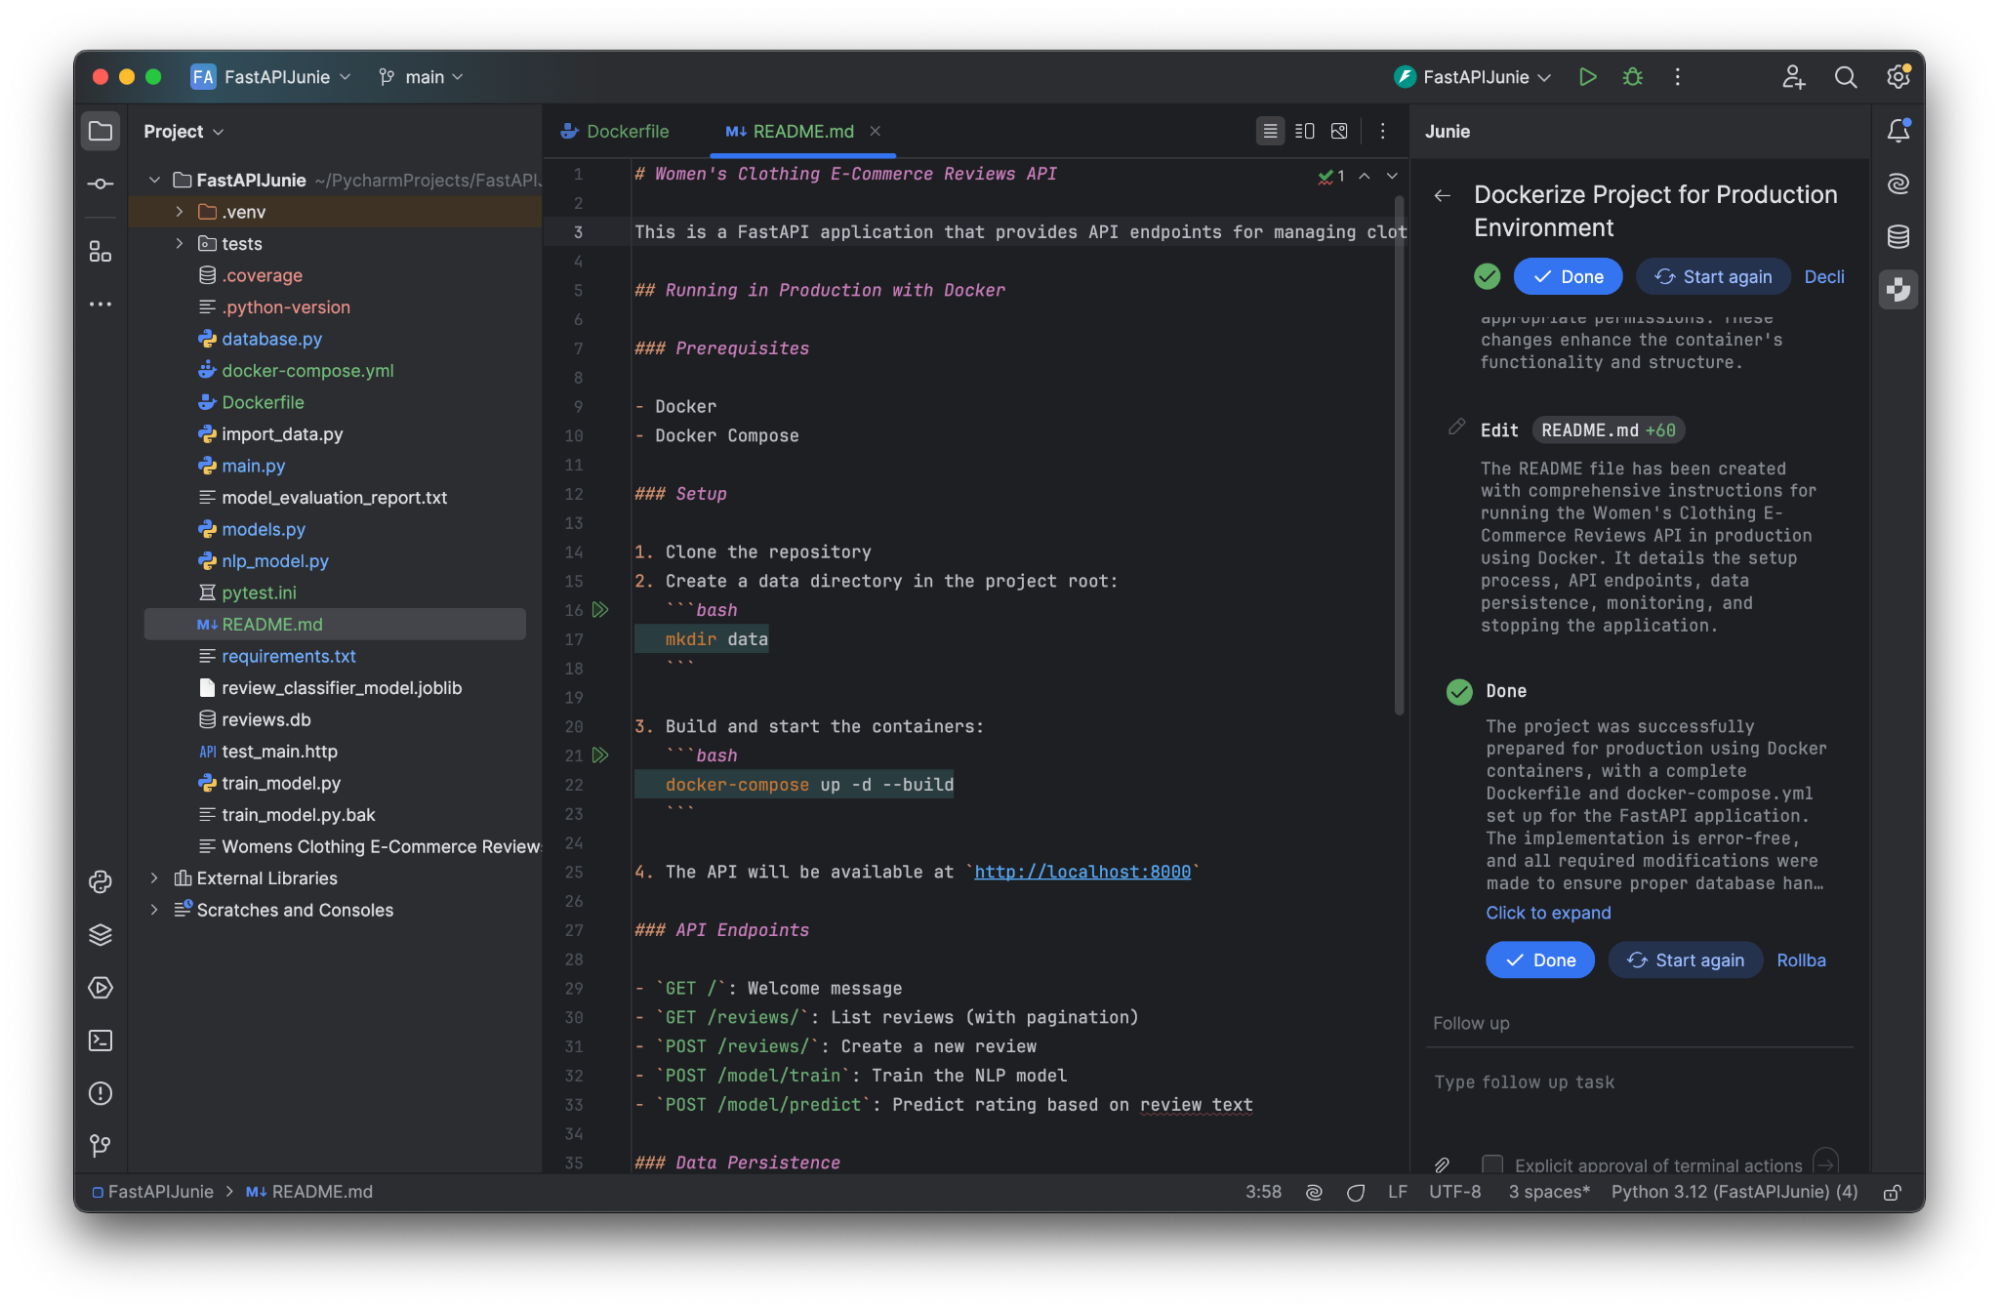 FA FastAPIJunie main FastAPIJunie
Project
FastAPIJunie ~/PycharmProjects/FastAPI
.venv
tests
.coverage
.python-version
database.py
docker-compose.yml
Dockerfile
import_data.py
main.py
model_evaluation_report.txt
models.py
nlp_model.py
pytest.ini
M↓ README.md
requirements.txt
review_classifier_model.joblib
reviews.db
API test_main.http
train_model.py
train_model.py.bak
Womens Clothing E-Commerce Review
External Libraries
Scratches and Consoles
Dockerfile M↓ README.md
1
1 # Women's Clothing E-Commerce Reviews API
2
3 This is a FastAPI application that provides API endpoints for managing clot
4
5 ## Running in Production with Docker
6
7 ### Prerequisites
8
9 - Docker
10 - Docker Compose
11
12 ### Setup
13
14 1. Clone the repository
15 2. Create a data directory in the project root:
16 ```bash
17 mkdir data
18 ```
19
20 3. Build and start the containers:
21 ```bash
22 docker-compose up -d --build
23 ```
24
25 4. The API will be available at `http://localhost:8000`
26
27 ### API Endpoints
28
29 - `GET /`: Welcome message
30 - `GET /reviews/`: List reviews (with pagination)
31 - `POST /reviews/`: Create a new review
32 - `POST /model/train`: Train the NLP model
33 - `POST /model/predict`: Predict rating based on review text
34
35 ### Data Persistence
Junie
Dockerize Project for Production
Environment
Done Start again Decli
appropriate permissions. These
changes enhance the container's
functionality and structure.
Edit README.md +60
The README file has been created
with comprehensive instructions for
running the Women's Clothing E-
Commerce Reviews API in production
using Docker. It details the setup
process, API endpoints, data
persistence, monitoring, and
stopping the application.
Done
The project was successfully
prepared for production using Docker
containers, with a complete
Dockerfile and docker-compose.yml
set up for the FastAPI application.
The implementation is error-free,
and all required modifications were
made to ensure proper database han…
Click to expand
Done Start again Rollba
Follow up
Type follow up task
Explicit approval of terminal actions
FastAPIJunie > M↓ README.md
3:58 LF UTF-8 3 spaces* Python 3.12 (FastAPIJunie) (4)